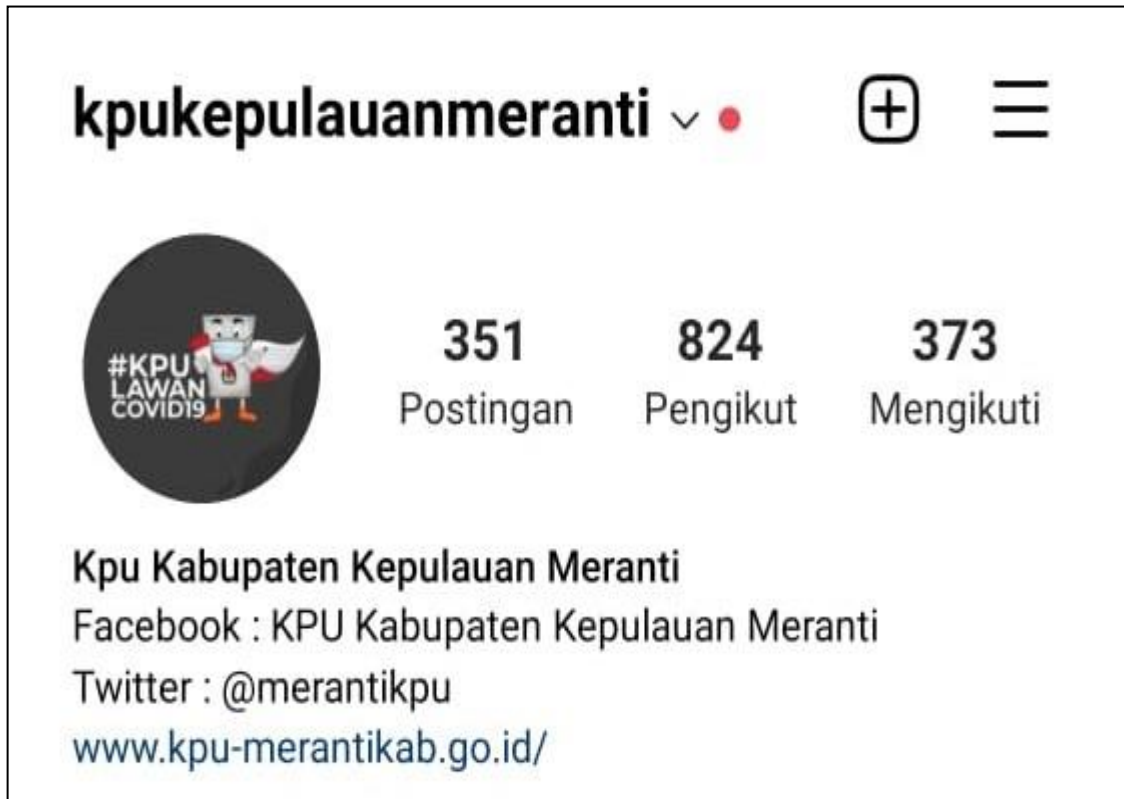 kpukepulauanmeranti
351 824 373
Postingan Pengikut Mengikuti
#KPU
LAWAN
COVID19
Kpu Kabupaten Kepulauan Meranti
Facebook : KPU Kabupaten Kepulauan Meranti
Twitter : @merantikpu
www.kpu-merantikab.go.id/